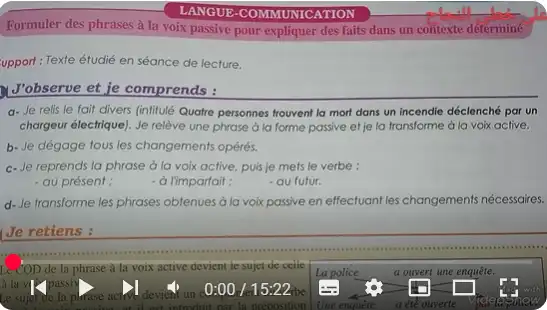 LANGUE-COMMUNICATION
على خطى النجاح
Formuler des phrases à la voix passive pour expliquer des faits dans un contexte déterminé
Support : Texte étudié en séance de lecture.
J'observe et je comprends :
a- Je relis le fait divers (intitulé Quatre personnes trouvent la mort dans un incendie déclenché par un
chargeur électrique). Je relève une phrase à la forme passive et je la transforme à la voix active.
b- Je dégage tous les changements opérés.
c- Je reprends la phrase à la voix active, puis je mets le verbe :
- au présent ; - à l'imparfait ; - au futur.
d- Je transforme les phrases obtenues à la voix passive en effectuant les changements nécessaires.
Je retiens :
Le COD de la phrase à la voix active devient le sujet de celle
La police a ouvert une enquête.
à la voix passive
0:00 / 15:22
Le sujet de la phrase active devient un
Une enquête a été ouverte
VideoShow